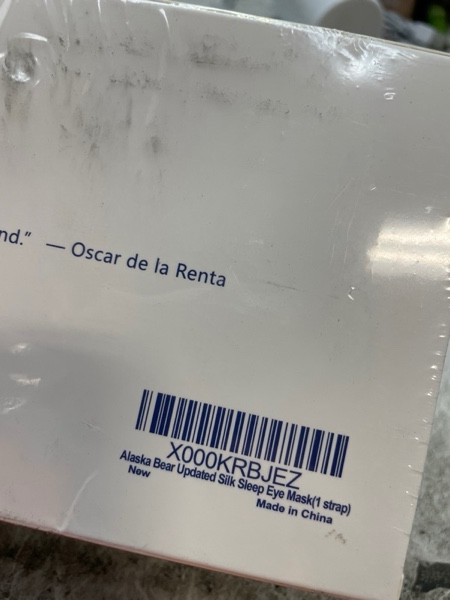 nd.” — Oscar de la Renta
X000KRBJEZ
Alaska Bear Updated Silk Sleep Eye Mask(1 strap)
New
Made in China